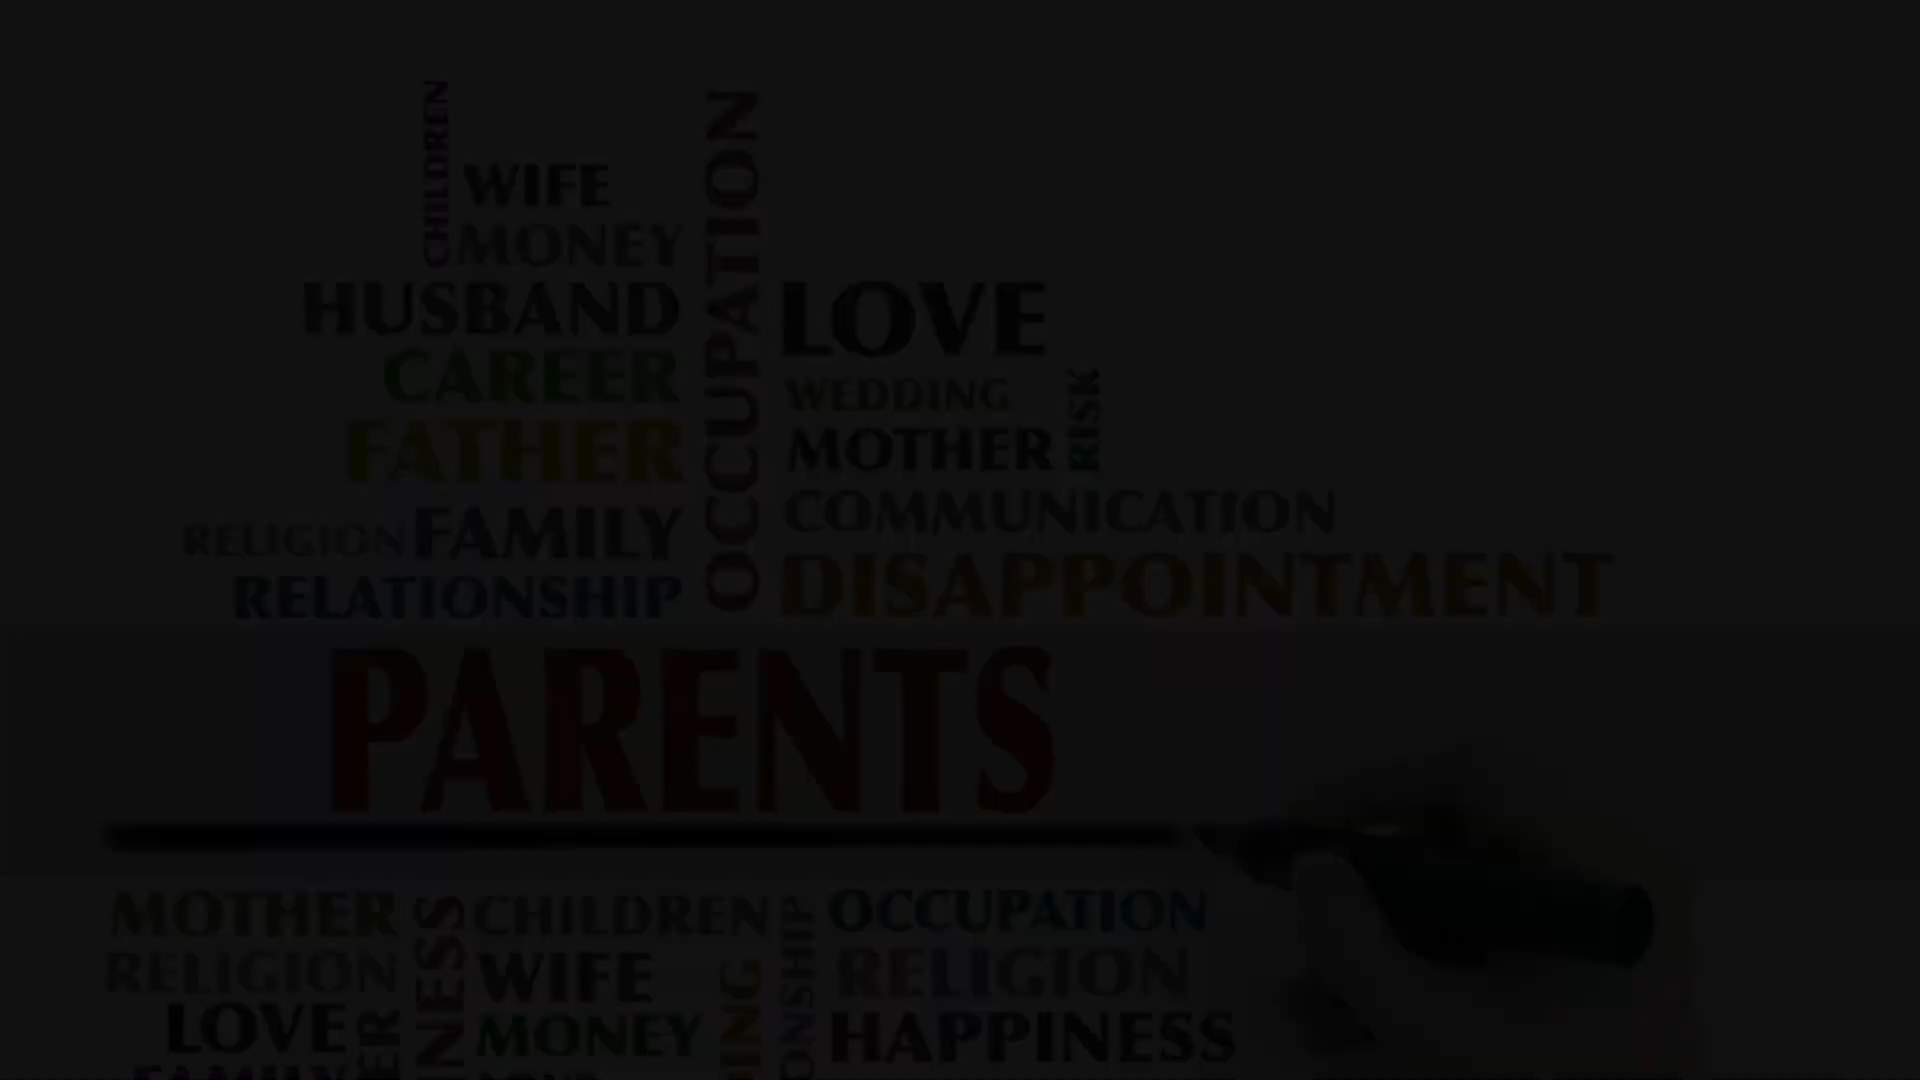 CHILDREN
WIFE
MONEY
OCCUPATION
HUSBAND
LOVE
CAREER
WEDDING
RISK
FATHER
MOTHER
RELIGION FAMILY
COMMUNICATION
RELATIONSHIP
DISAPPOINTMENT
PARENTS
MOTHER
CHILDREN
OCCUPATION
RELIGION
WIFE
RELIGION
LOVE
MONEY
HAPPINESS